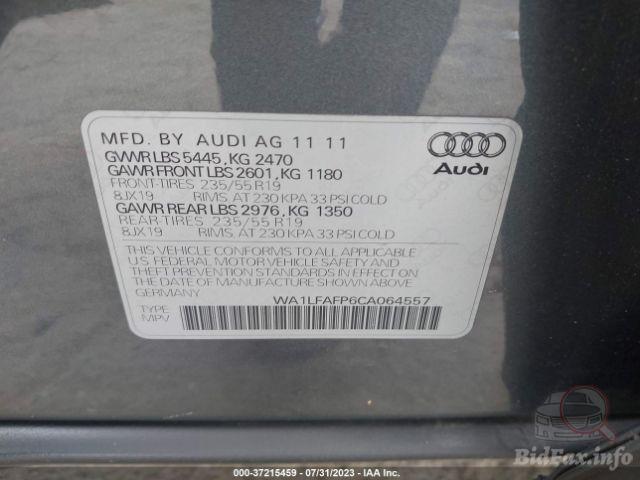 MFD. BY AUDI AG 11 11
GVWR LBS 5445, KG 2470
GAWR FRONT LBS 2601, KG 1180
FRONT-TIRES 235/55 R19
8JX19 RIMS AT 230 KPA 33 PSI COLD
GAWR REAR LBS 2976, KG 1350
REAR-TIRES 235/55 R19
8JX19 RIMS AT 230 KPA 33 PSI COLD
Audi
THIS VEHICLE CONFORMS TO ALL APPLICABLE
U.S. FEDERAL MOTOR VEHICLE SAFETY AND
THEFT PREVENTION STANDARDS IN EFFECT ON
THE DATE OF MANUFACTURE SHOWN ABOVE.
GERMANY WA1LFAFP6CA064557
TYPE
MPV
BidFax.info
000-37215459 - 07/31/2023 - IAA Inc.